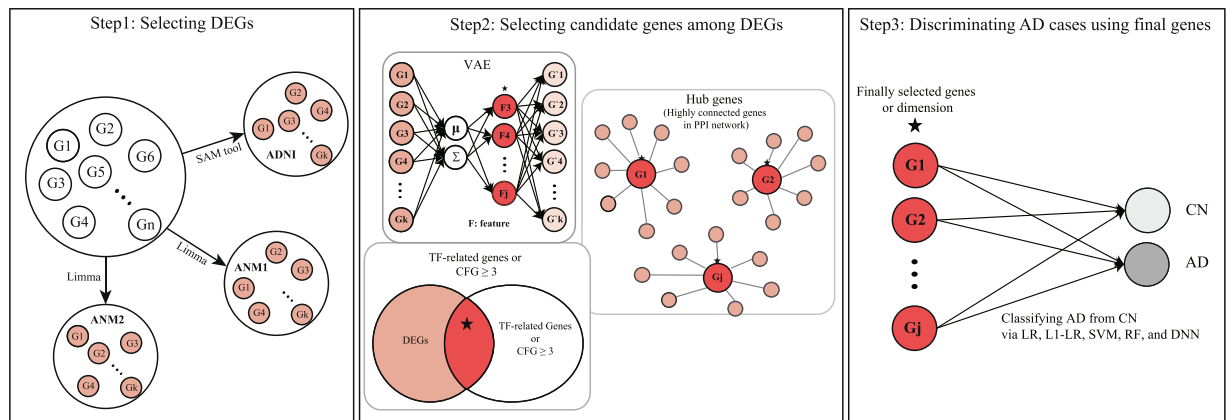 Step1: Selecting DEGs
G1
G2
G6
G3
G5
G4
Gn
SAM tool
Limma
Limma
G2
G4
G1
G3
ADNI
Gk
ANM1
G2
G3
G1
G4
Gk
ANM2
G1
G2
G3
G4
Gk
Step2: Selecting candidate genes among DEGs
VAE
G1
G2
G3
G4
Gk
μ
Σ
F3
F4
Fj
G`1
G`2
G`3
G`4
G`k
F: feature
TF-related genes or
CFG ≥ 3
DEGs
TF-related Genes
or
CFG ≥ 3
Hub genes
(Highly connected genes
in PPI network)
G1
G2
Gj
Step3: Discriminating AD cases using final genes
Finally selected genes
or dimension
G1
G2
Gj
CN
AD
Classifying AD from CN
via LR, L1-LR, SVM, RF, and DNN